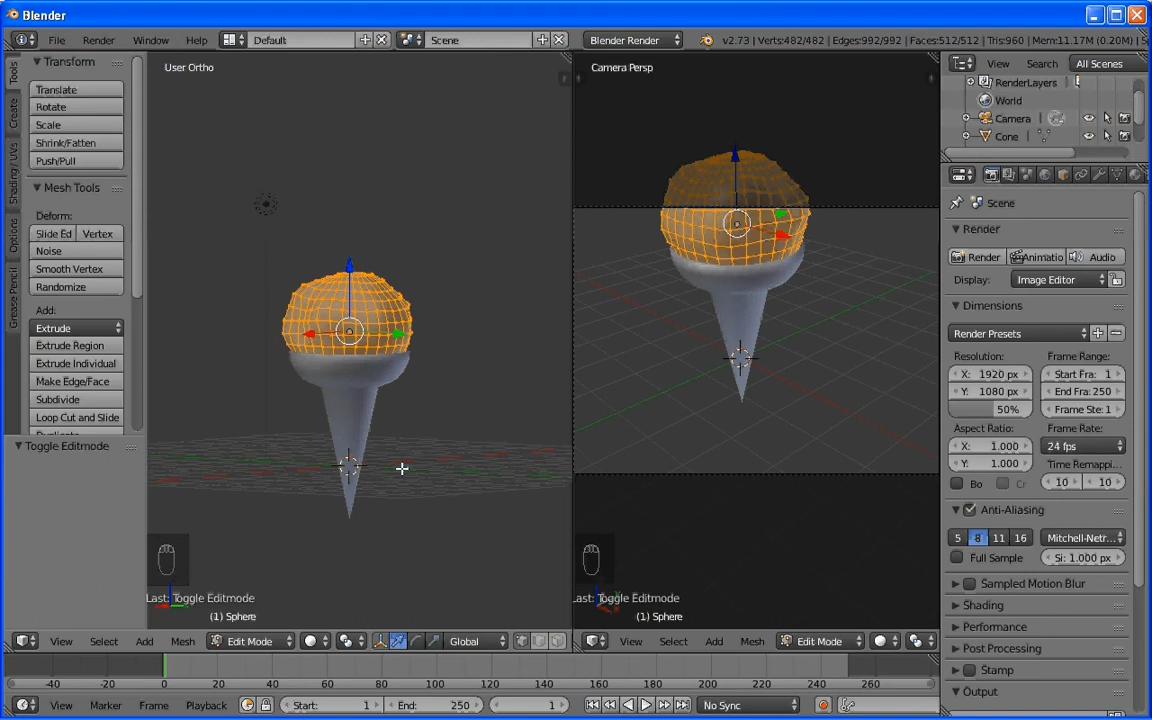 Blender
File Render Window Help Default Scene Blender Render v2.73 | Verts:482/482 | Edges:992/992 | Faces:512/512 | Tris:960 | Mem:11.17M (0.20M) | S
Tools
Create
Shading / UVs
Options
Grease Pencil
Transform
Translate
Rotate
Scale
Shrink/Fatten
Push/Pull
Mesh Tools
Deform:
Slide Ed Vertex
Noise
Smooth Vertex
Randomize
Add:
Extrude
Extrude Region
Extrude Individual
Make Edge/Face
Subdivide
Loop Cut and Slide
Duplicate
Toggle Editmode
User Ortho
Last: Toggle Editmode
(1) Sphere
View Select Add Mesh Edit Mode Global
Camera Persp
Last: Toggle Editmode
(1) Sphere
View Select Add Mesh Edit Mode
View Search All Scenes
RenderLayers
World
Camera
Cone
Scene
Render
Render Animatio Audio
Display: Image Editor
Dimensions
Render Presets
Resolution: Frame Range:
X: 1920 px Start Fra: 1
Y: 1080 px End Fra: 250
50% Frame Ste: 1
Aspect Ratio: Frame Rate:
X: 1.000 24 fps
Y: 1.000 Time Remappi...
Bo Cr 10 10
Anti-Aliasing
5 8 11 16 Mitchell-Netr...
Full Sample Si: 1.000 px
Sampled Motion Blur
Shading
Performance
Post Processing
Stamp
Output
-40 -20 0 20 40 60 80 100 120 140 160 180 200 220 240 260
View Marker Frame Playback Start: 1 End: 250 1 No Sync